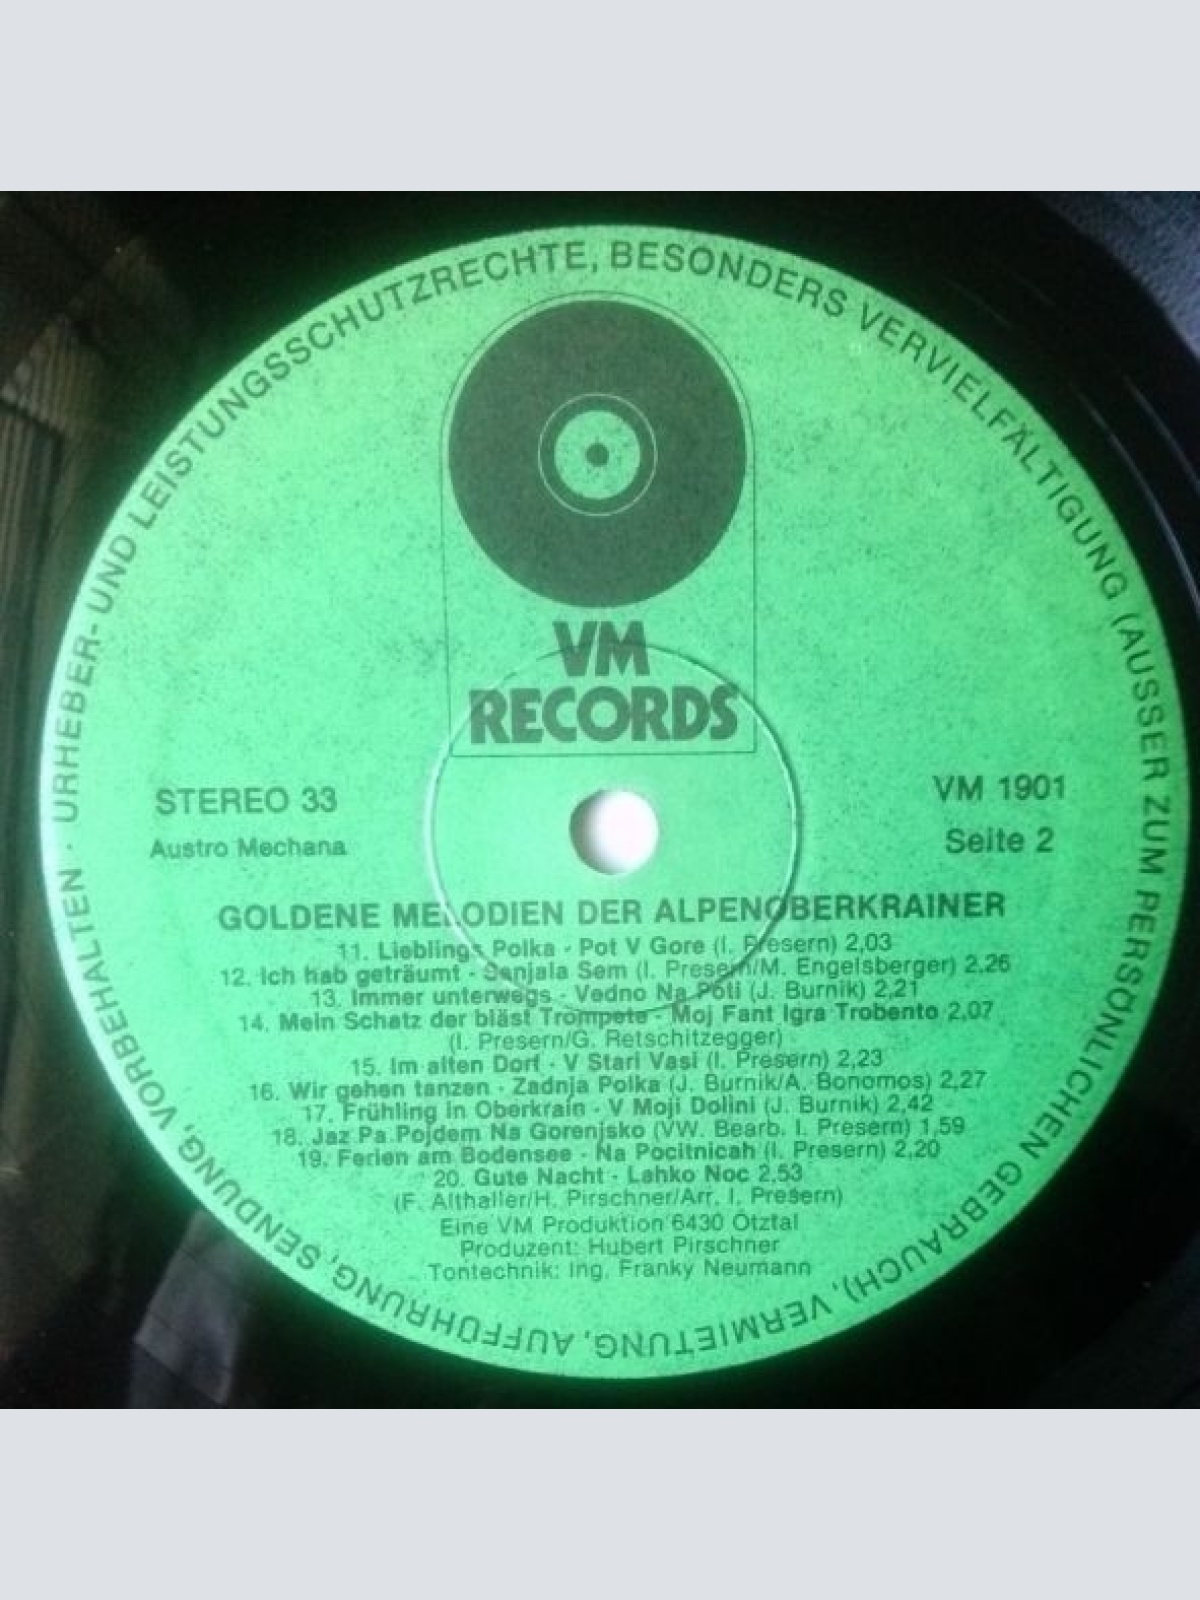 URHEBER- UND LEISTUNGSSCHUTZRECHTE, BESONDERS VERVIELFÄLTIGUNG (AUSSER ZUM PERSÖNLICHEN GEBRAUCH), VERMIETUNG, AUFFÜHRUNG, SENDUNG, VORBEHALTEN ·
VM
RECORDS
STEREO 33
VM 1901
Austro Mechana
Seite 2
GOLDENE MELODIEN DER ALPENOBERKRAINER
11. Lieblings Polka - Pot V Gore (I. Presern) 2,03
12. Ich hab geträumt - Sanjala Sem (I. Presern/M. Engelsberger) 2,26
13. Immer unterwegs - Vedno Na Poti (J. Burnik) 2,21
14. Mein Schatz der bläst Trompete - Moj Fant Igra Trobento 2,07
(I. Presern/G. Retschitzegger)
15. Im alten Dorf - V Stari Vasi (I. Presern) 2,23
16. Wir gehen tanzen - Zadnja Polka (J. Burnik/A. Bonomos) 2,27
17. Frühling in Oberkrain - V Moji Dolini (J. Burnik) 2,42
18. Jaz Pa Pojdem Na Gorenjsko (VW. Bearb. I. Presern) 1,59
19. Ferien am Bodensee - Na Pocitnicah (I. Presern) 2,20
20. Gute Nacht - Lahko Noc 2,53
(F. Althaller/H. Pirschner/Arr. I. Presern)
Eine VM Produktion 6430 Ötztal
Produzent: Hubert Pirschner
Tontechnik: Ing. Franky Neumann